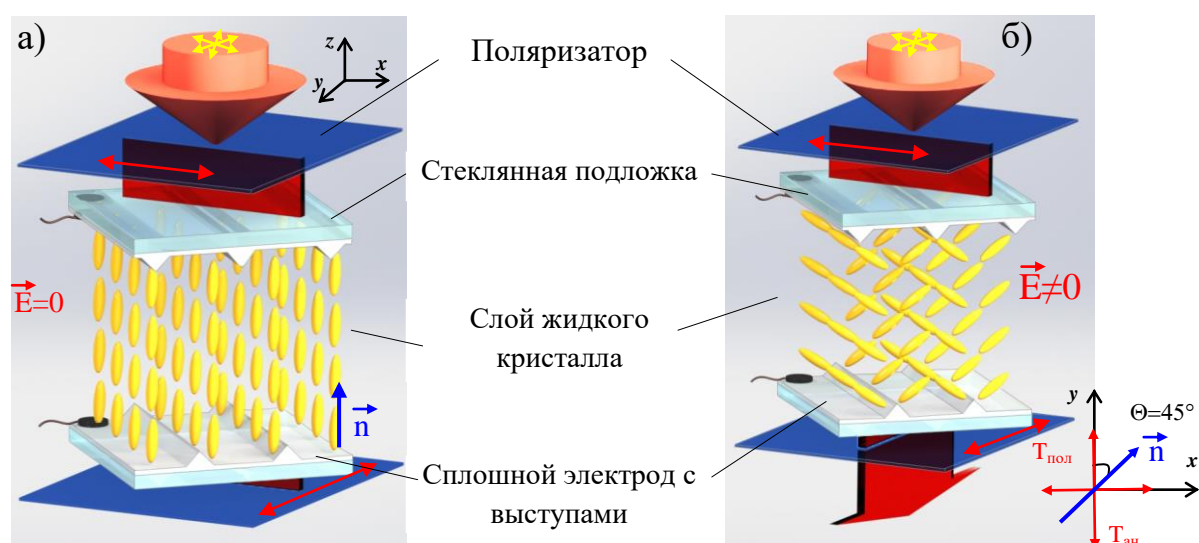 а)
б)
z
x
y
Поляризатор
Стеклянная подложка
E=0
E≠0
Слой жидкого
кристалла
n
Сплошной электрод с
выступами
y
Θ=45°
Tпол
n
x
Tан